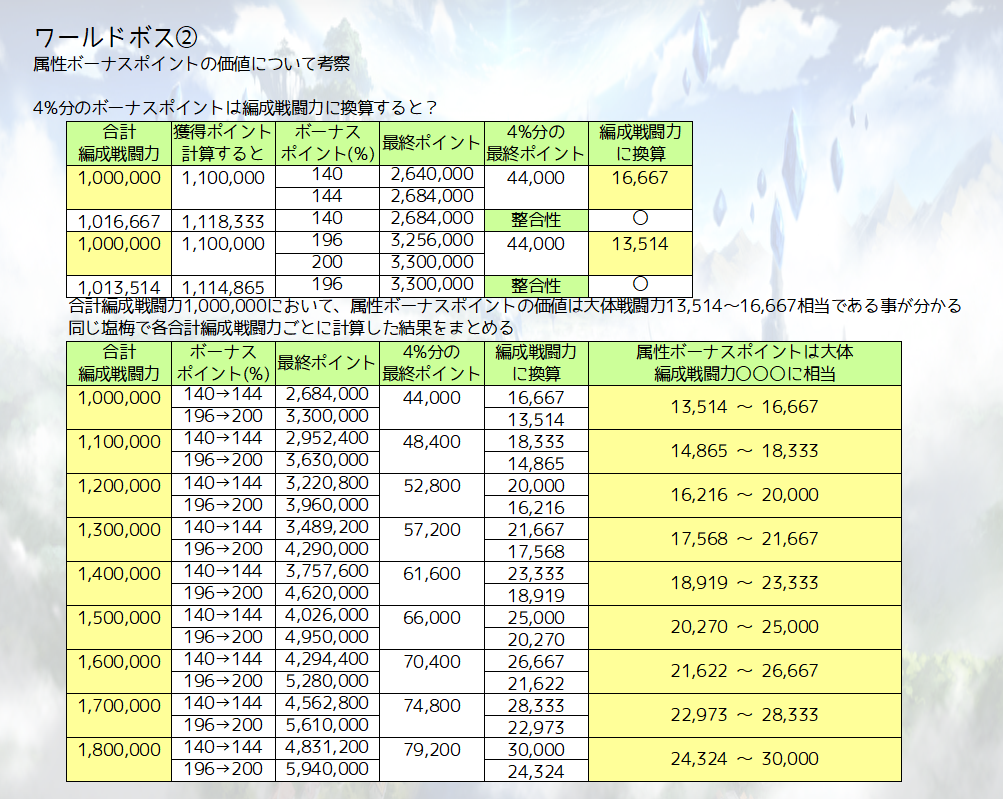 ワールドボス②
属性ボーナスポイントの価値について考察
4%分のボーナスポイントは編成戦闘力に換算すると？
合計 編成戦闘力 獲得ポイント 計算すると ボーナス ポイント(%) 最終ポイント 4%分の 最終ポイント 編成戦闘力 に換算
1,000,000 1,100,000 140 2,640,000 44,000 16,667
144 2,684,000
1,016,667 1,118,333 140 2,684,000 整合性 〇
1,000,000 1,100,000 196 3,256,000 44,000 13,514
200 3,300,000
1,013,514 1,114,865 196 3,300,000 整合性 〇
合計編成戦闘力1,000,000において、属性ボーナスポイントの価値は大体戦闘力13,514～16,667相当である事が分かる
同じ塩梅で各合計編成戦闘力ごとに計算した結果をまとめる
合計 編成戦闘力 ボーナス ポイント(%) 最終ポイント 4%分の 最終ポイント 編成戦闘力 に換算 属性ボーナスポイントは大体 編成戦闘力〇〇〇に相当
1,000,000 140→144 2,684,000 44,000 16,667 13,514 ～ 16,667
196→200 3,300,000 13,514
1,100,000 140→144 2,952,400 48,400 18,333 14,865 ～ 18,333
196→200 3,630,000 14,865
1,200,000 140→144 3,220,800 52,800 20,000 16,216 ～ 20,000
196→200 3,960,000 16,216
1,300,000 140→144 3,489,200 57,200 21,667 17,568 ～ 21,667
196→200 4,290,000 17,568
1,400,000 140→144 3,757,600 61,600 23,333 18,919 ～ 23,333
196→200 4,620,000 18,919
1,500,000 140→144 4,026,000 66,000 25,000 20,270 ～ 25,000
196→200 4,950,000 20,270
1,600,000 140→144 4,294,400 70,400 26,667 21,622 ～ 26,667
196→200 5,280,000 21,622
1,700,000 140→144 4,562,800 74,800 28,333 22,973 ～ 28,333
196→200 5,610,000 22,973
1,800,000 140→144 4,831,200 79,200 30,000 24,324 ～ 30,000
196→200 5,940,000 24,324